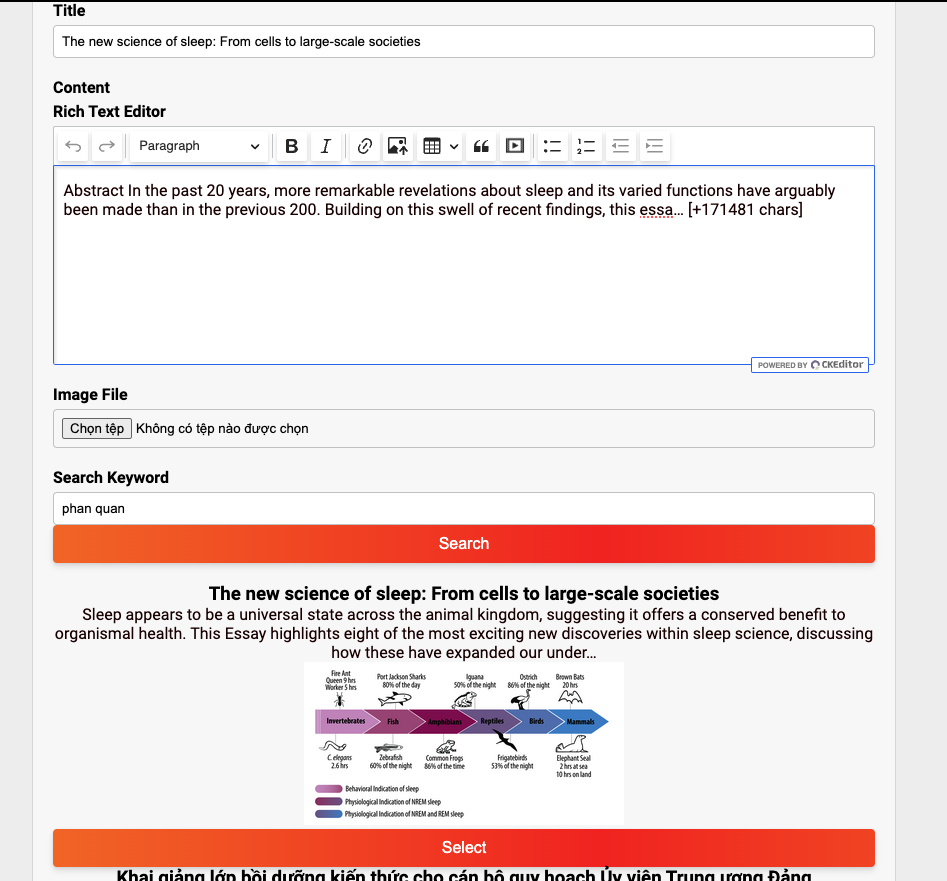 Title
The new science of sleep: From cells to large-scale societies
Content
Rich Text Editor
Paragraph
B I
Abstract In the past 20 years, more remarkable revelations about sleep and its varied functions have arguably
been made than in the previous 200. Building on this swell of recent findings, this essa… [+171481 chars]
POWERED BY CKEditor
Image File
Chọn tệp Không có tệp nào được chọn
Search Keyword
phan quan
Search
The new science of sleep: From cells to large-scale societies
Sleep appears to be a universal state across the animal kingdom, suggesting it offers a conserved benefit to
organismal health. This Essay highlights eight of the most exciting new discoveries within sleep science, discussing
how these have expanded our under…
Fire Ant
Queen 9 hrs
Worker 5 hrs
Port Jackson Sharks
80% of the day
Iguana
50% of the night
Ostrich
86% of the night
Brown Bats
20 hrs
Invertebrates Fish Amphibians Reptiles Birds Mammals
C. elegans
2.6 hrs
Zebrafish
60% of the night
Common Frogs
86% of the time
Frigatebirds
53% of the night
Elephant Seal
2 hrs at sea
10 hrs on land
Behavioral Indication of sleep
Physiological Indication of NREM sleep
Physiological Indication of NREM and REM sleep
Select
Khai giảng lớp bồi dưỡng kiến thức cho cán bộ quy hoạch Ủy viên Trung ương Đảng